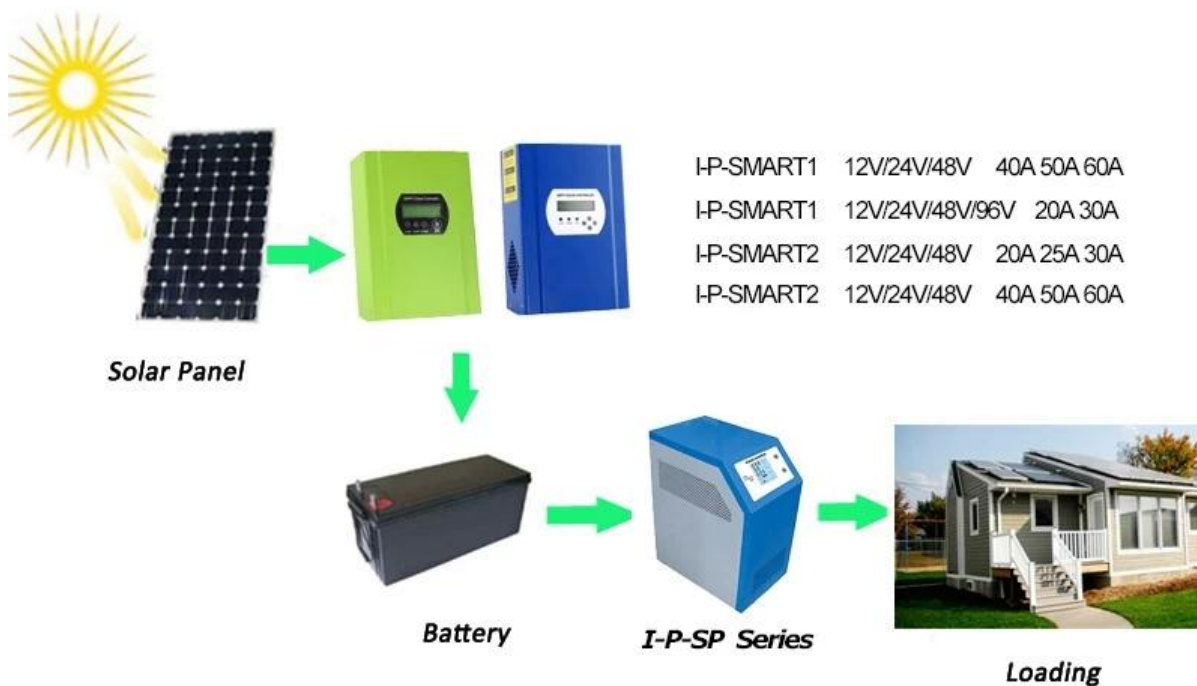 I-P-SMART1 12V/24V/48V 40A 50A 60A
I-P-SMART1 12V/24V/48V/96V 20A 30A
I-P-SMART2 12V/24V/48V 20A 25A 30A
I-P-SMART2 12V/24V/48V 40A 50A 60A
Solar Panel
Battery
I-P-SP Series
Loading